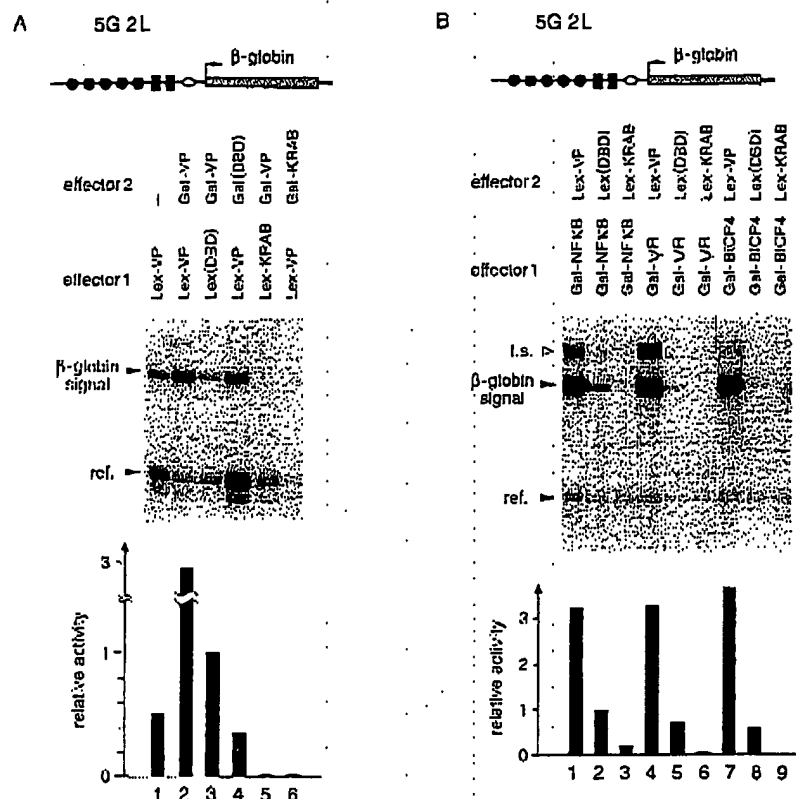 A
5G 2L
β-globin
effector 2
Gal-VP
Gal-VP
Gal(DBD)
Gal-VP
Gal-KRAB
effector 1
Lex-VP
Lex-VP
Lex(DBD)
Lex-VP
Lex-KRAB
Lex-VP
β-globin
signal
ref.
relative activity
3
1
0
1 2 3 4 5 6
B
5G 2L
β-globin
effector 2
Lex-VP
Lex(DBD)
Lex-KRAB
Lex-VP
Lex(DBD)
Lex-KRAB
Lex-VP
Lex(DBD)
Lex-KRAB
effector 1
Gal-NFκB
Gal-NFκB
Gal-NFκB
Gal-VR
Gal-VR
Gal-VR
Gal-BICP4
Gal-BICP4
Gal-BICP4
r.s.
β-globin
signal
ref.
relative activity
3
2
1
0
1 2 3 4 5 6 7 8 9